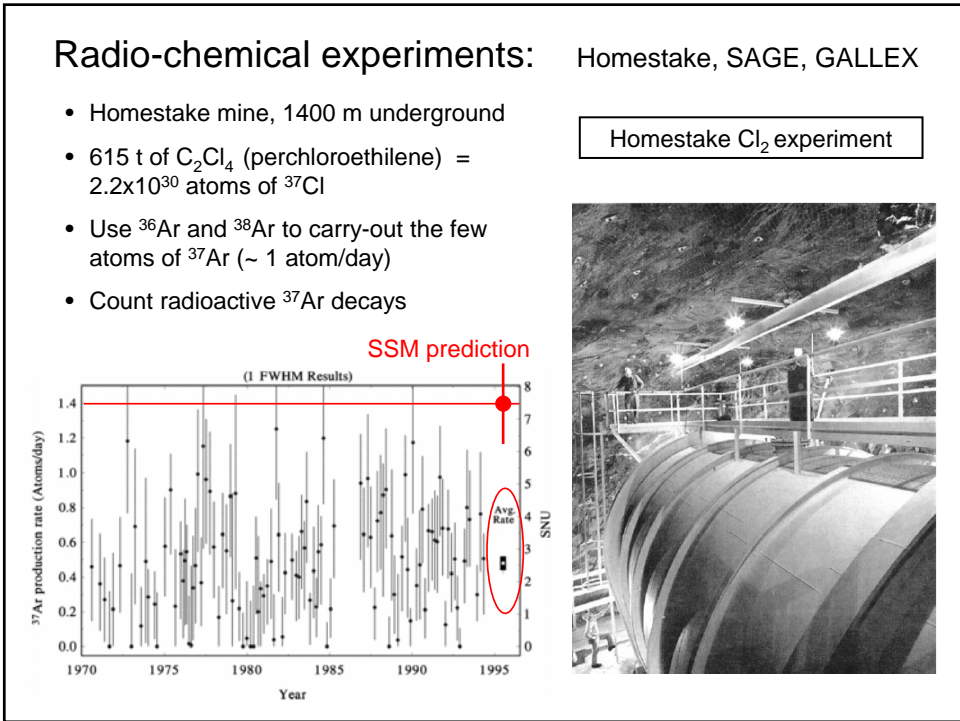 Radio-chemical experiments:
Homestake, SAGE, GALLEX
• Homestake mine, 1400 m underground
• 615 t of C₂Cl₄ (perchloroethilene) =
2.2x10³⁰ atoms of ³⁷Cl
• Use ³⁶Ar and ³⁸Ar to carry-out the few
atoms of ³⁷Ar (~ 1 atom/day)
• Count radioactive ³⁷Ar decays
Homestake Cl₂ experiment
SSM prediction
(1 FWHM Results)
³⁷Ar production rate (Atoms/day)
1.4
1.2
1.0
0.8
0.6
0.4
0.2
0.0
8
7
6
5
4
3
2
1
0
SNU
Avg.
Rate
1970
1975
1980
1985
1990
1995
Year